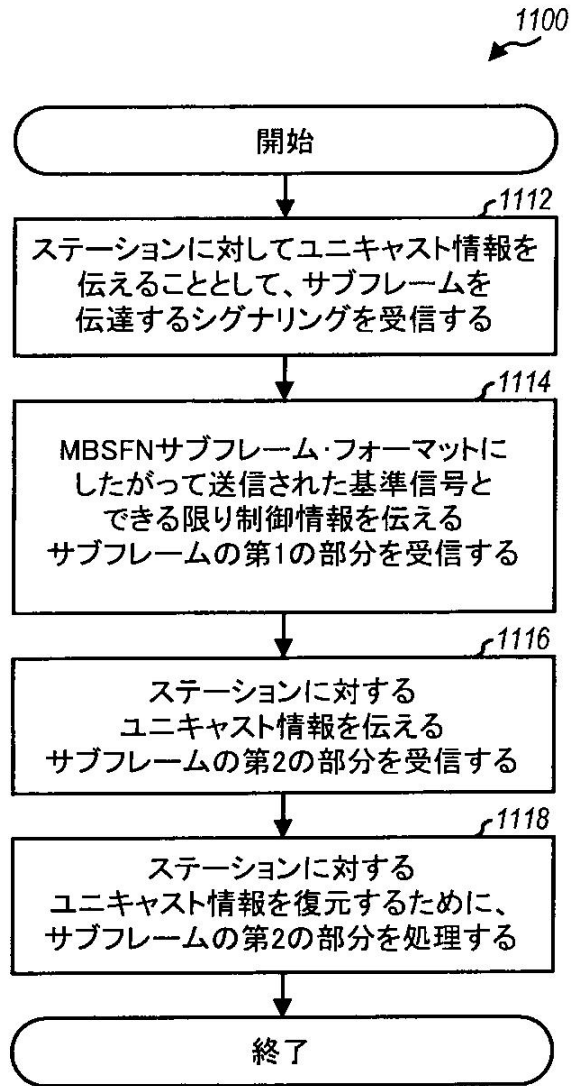 1100
開始
1112
ステーションに対してユニキャスト情報を
伝えることとして、サブフレームを
伝達するシグナリングを受信する
1114
MBSFNサブフレーム・フォーマットに
したがって送信された基準信号と
できる限り制御情報を伝える
サブフレームの第1の部分を受信する
1116
ステーションに対する
ユニキャスト情報を伝える
サブフレームの第2の部分を受信する
1118
ステーションに対する
ユニキャスト情報を復元するために、
サブフレームの第2の部分を処理する
終了